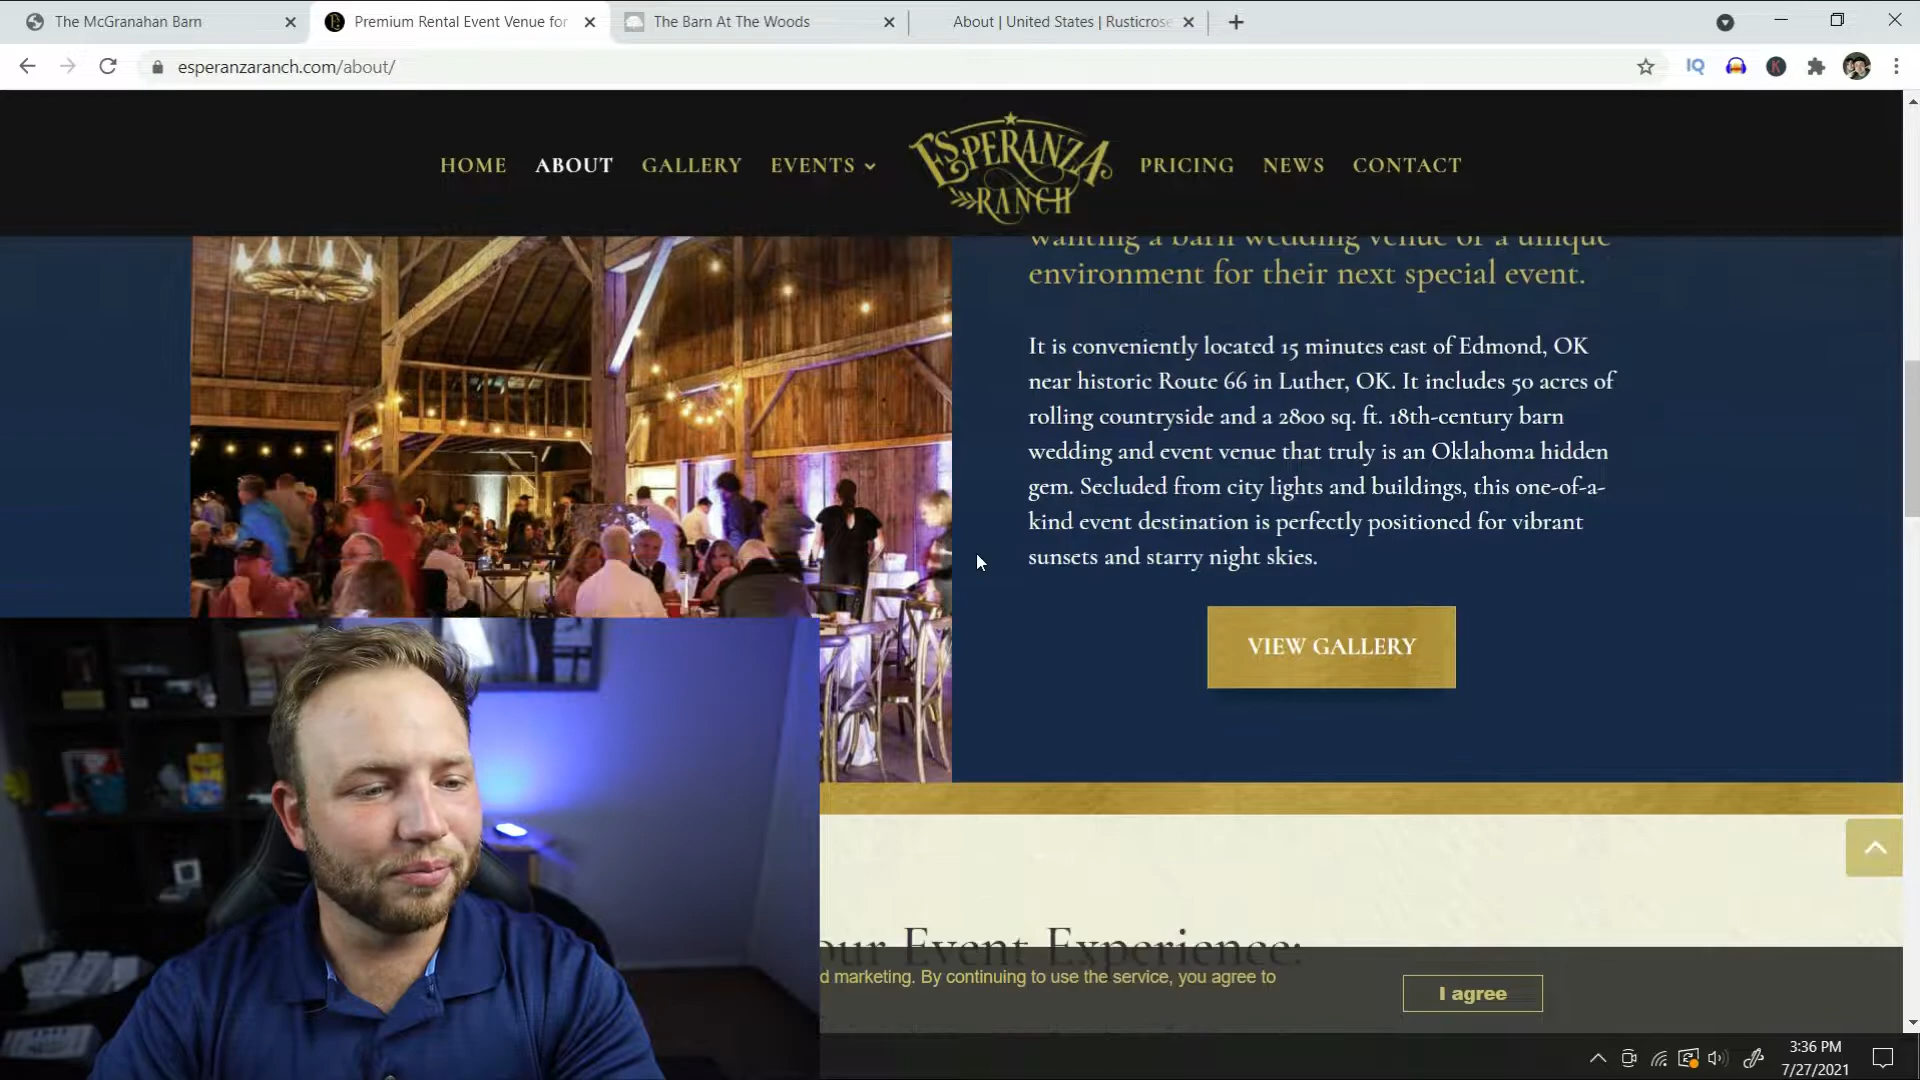 The McGranahan Barn
Premium Rental Event Venue for
The Barn At The Woods
About | United States | Rusticrose
esperanzaranch.com/about/
IQ
K
HOME ABOUT GALLERY EVENTS
ESPERANZA
RANCH
PRICING NEWS CONTACT
wanting a barn wedding venue or a unique
environment for their next special event.
It is conveniently located 15 minutes east of Edmond, OK
near historic Route 66 in Luther, OK. It includes 50 acres of
rolling countryside and a 2800 sq. ft. 18th-century barn
wedding and event venue that truly is an Oklahoma hidden
gem. Secluded from city lights and buildings, this one-of-a-
kind event destination is perfectly positioned for vibrant
sunsets and starry night skies.
VIEW GALLERY
our Event Experience:
d marketing. By continuing to use the service, you agree to
I agree
3:36 PM
7/27/2021